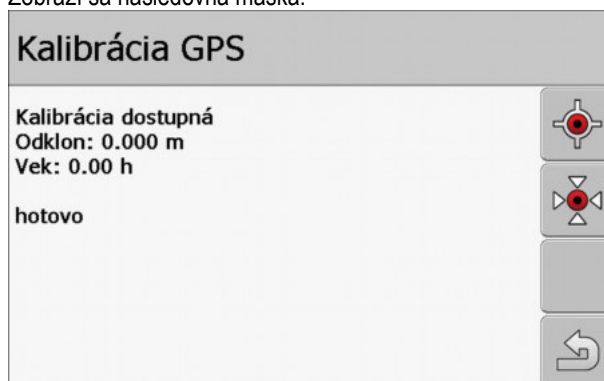 Zobrazí sa nasledovná maska:
Kalibrácia GPS
Kalibrácia dostupná
Odklon: 0.000 m
Vek: 0.00 h
hotovo